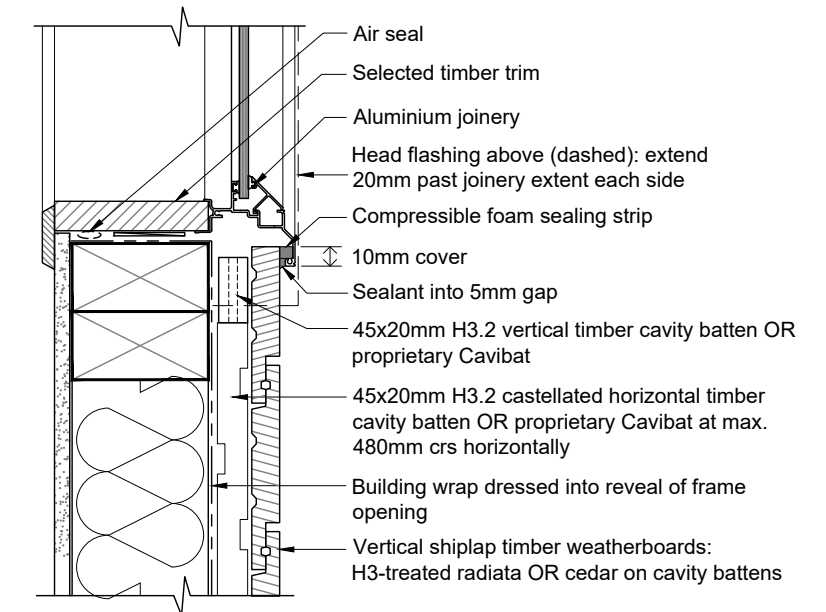 Air seal
Selected timber trim
Aluminium joinery
Head flashing above (dashed): extend
20mm past joinery extent each side
Compressible foam sealing strip
10mm cover
Sealant into 5mm gap
45x20mm H3.2 vertical timber cavity batten OR
proprietary Cavibat
45x20mm H3.2 castellated horizontal timber
cavity batten OR proprietary Cavibat at max.
480mm crs horizontally
Building wrap dressed into reveal of frame
opening
Vertical shiplap timber weatherboards:
H3-treated radiata OR cedar on cavity battens